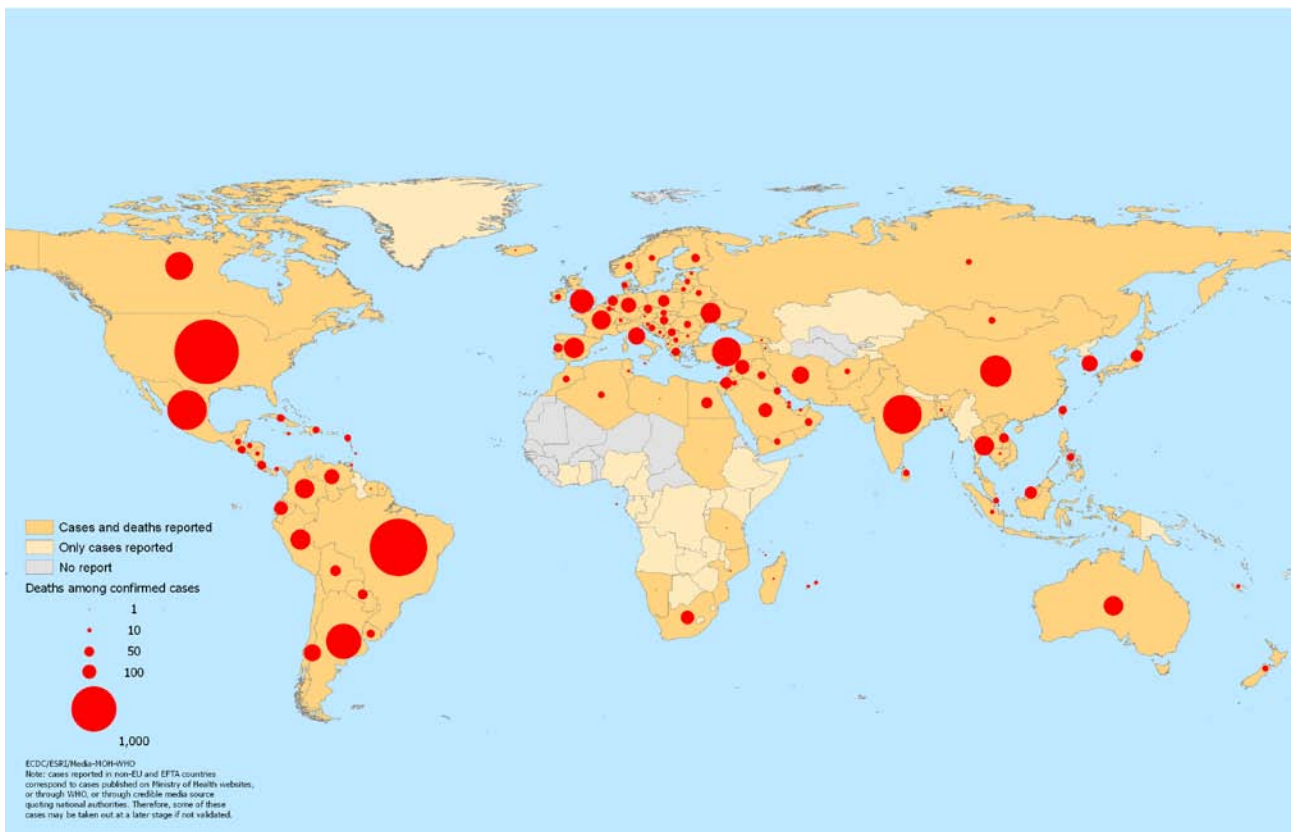 Cases and deaths reported
Only cases reported
No report
Deaths among confirmed cases
1
10
50
100
1,000
ECDC/ESRI/Media-MOH-WHO
Note: cases reported in non-EU and EFTA countries
correspond to cases published on Ministry of Health websites,
or through WHO, or through credible media source
quoting national authorities. Therefore, some of these
cases may be taken out at a later stage if not validated.